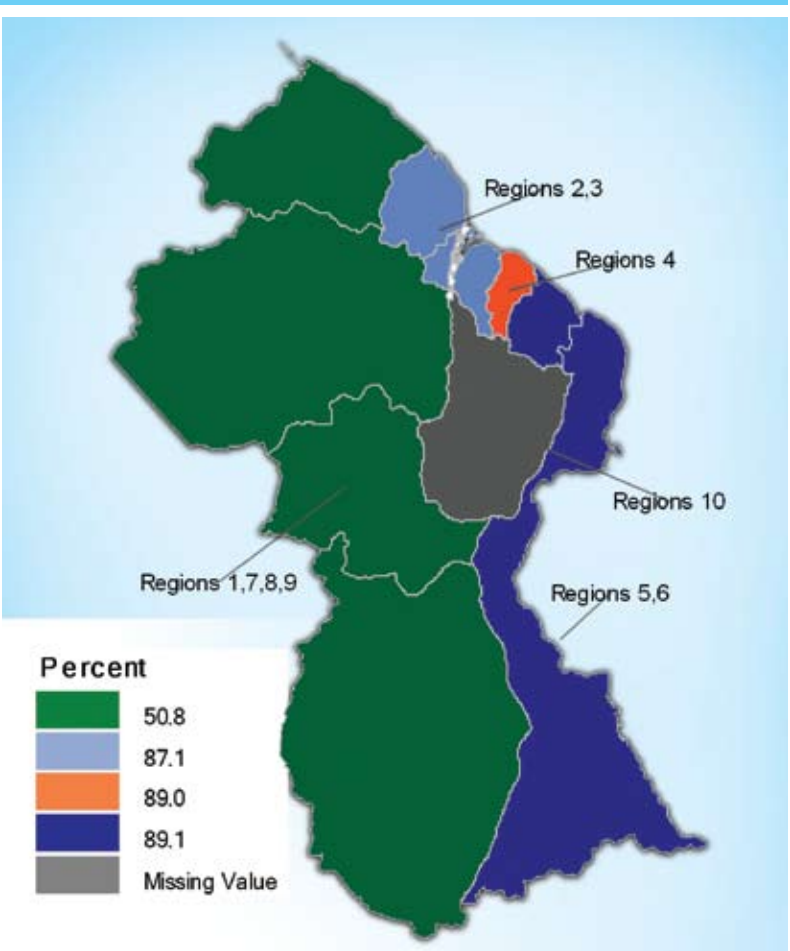 Regions 2,3
Regions 4
Regions 10
Regions 1,7,8,9
Regions 5,6
Percent
50.8
87.1
89.0
89.1
Missing Value